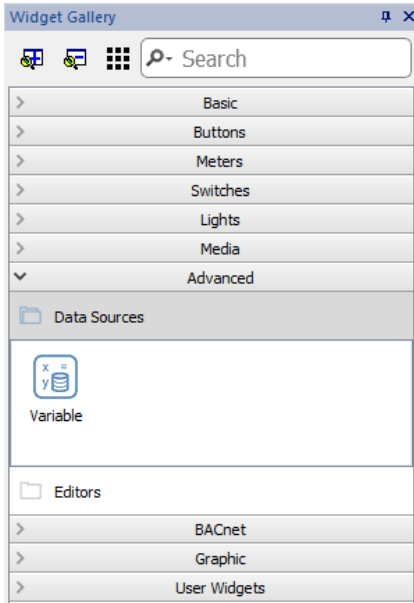 Widget Gallery
Search
Basic
Buttons
Meters
Switches
Lights
Media
Advanced
Data Sources
x =
y
Variable
Editors
BACnet
Graphic
User Widgets